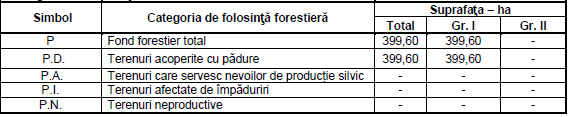 Simbol Categoria de folosinţă forestieră Suprafaţa – ha
Total Gr. I Gr. II
P Fond forestier total 399,60 399,60 -
P.D. Terenuri acoperite cu pădure 399,60 399,60 -
P.A. Terenuri care servesc nevoilor de producţie silvic - - -
P.I. Terenuri afectate de împăduriri - - -
P.N. Terenuri neproductive - - -